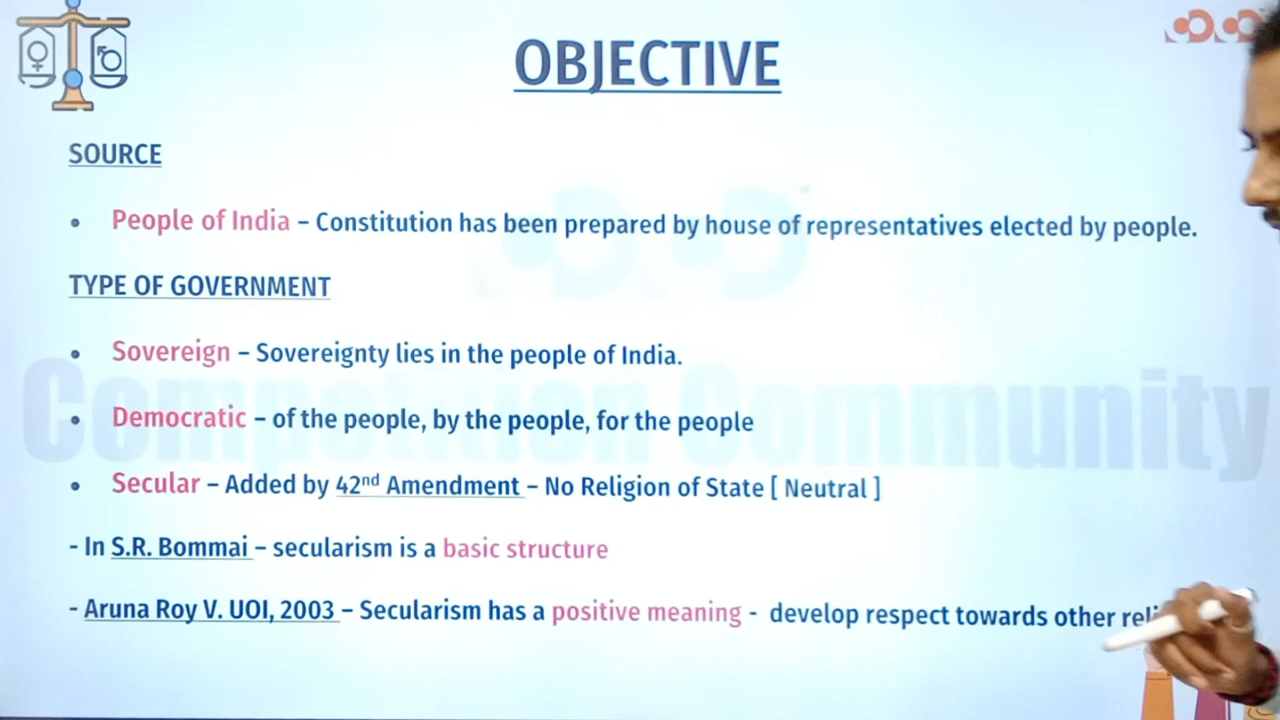 OBJECTIVE
SOURCE
• People of India – Constitution has been prepared by house of representatives elected by people.
TYPE OF GOVERNMENT
• Sovereign – Sovereignty lies in the people of India.
• Democratic – of the people, by the people, for the people
• Secular – Added by 42nd Amendment – No Religion of State [ Neutral ]
- In S.R. Bommai – secularism is a basic structure
- Aruna Roy V. UOI, 2003 – Secularism has a positive meaning - develop respect towards other
Competition Community